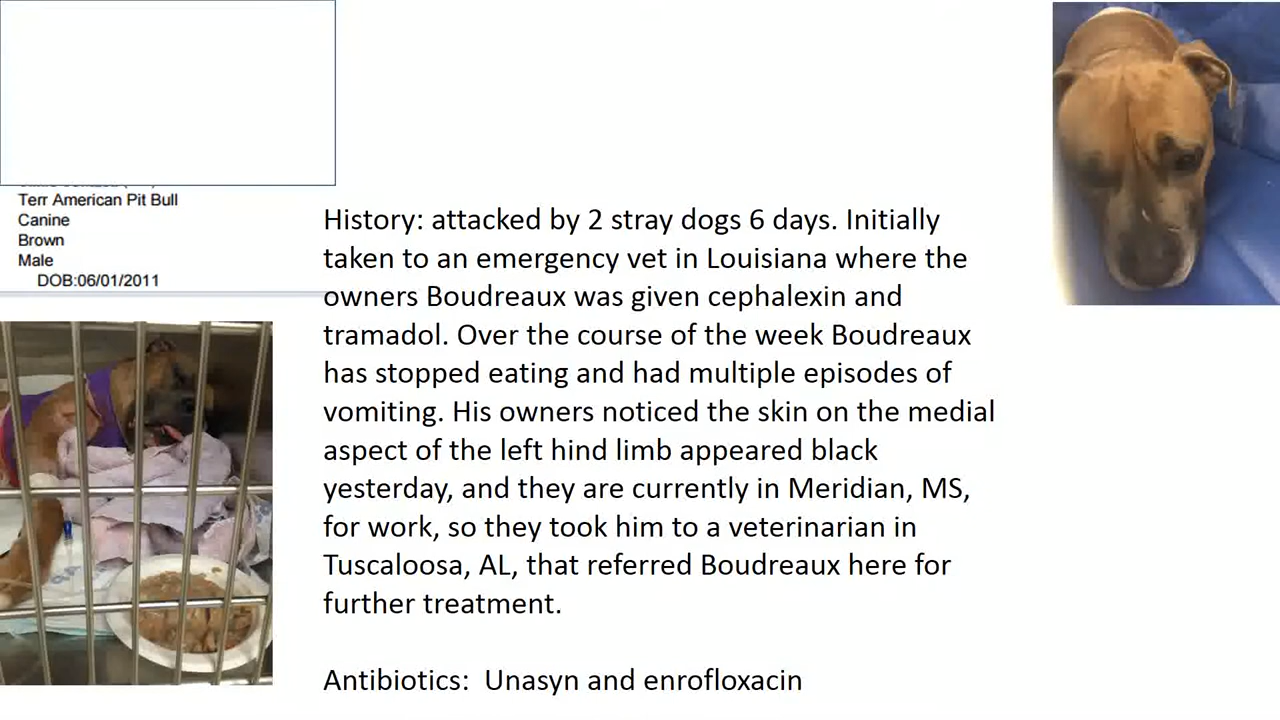 Terr American Pit Bull
Canine
Brown
Male
DOB:06/01/2011
History: attacked by 2 stray dogs 6 days. Initially
taken to an emergency vet in Louisiana where the
owners Boudreaux was given cephalexin and
tramadol. Over the course of the week Boudreaux
has stopped eating and had multiple episodes of
vomiting. His owners noticed the skin on the medial
aspect of the left hind limb appeared black
yesterday, and they are currently in Meridian, MS,
for work, so they took him to a veterinarian in
Tuscaloosa, AL, that referred Boudreaux here for
further treatment.
Antibiotics: Unasyn and enrofloxacin